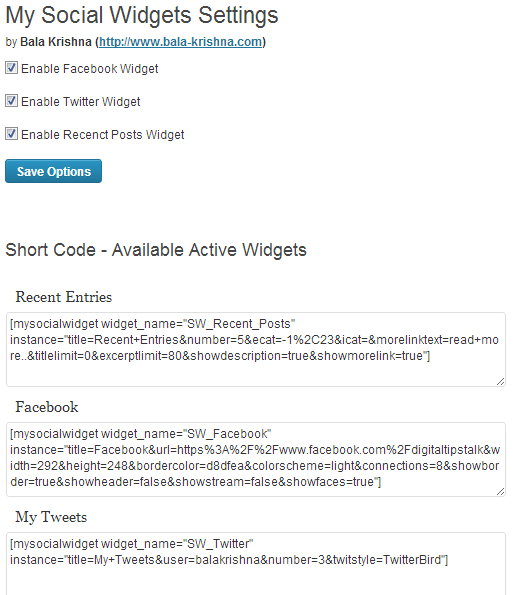 My Social Widgets Settings
by Bala Krishna (http://www.bala-krishna.com)
Enable Facebook Widget
Enable Twitter Widget
Enable Recenct Posts Widget
Save Options
Short Code - Available Active Widgets
Recent Entries
[mysocialwidget widget_name="SW_Recent_Posts"
instance="title=Recent+Entries&number=5&ecat=-1%2C23&icat=&morelinktext=read+mo
re..&titlelimit=0&excerptlimit=80&showdescription=true&showmorelink=true"]
Facebook
[mysocialwidget widget_name="SW_Facebook"
instance="title=Facebook&url=https%3A%2F%2Fwww.facebook.com%2Fdigitaltipstalk&w
idth=292&height=248&bordercolor=d8dfea&colorscheme=light&connections=8&showbor
der=true&showheader=false&showstream=false&showfaces=true"]
My Tweets
[mysocialwidget widget_name="SW_Twitter"
instance="title=My+Tweets&user=balakrishna&number=3&twitstyle=TwitterBird"]